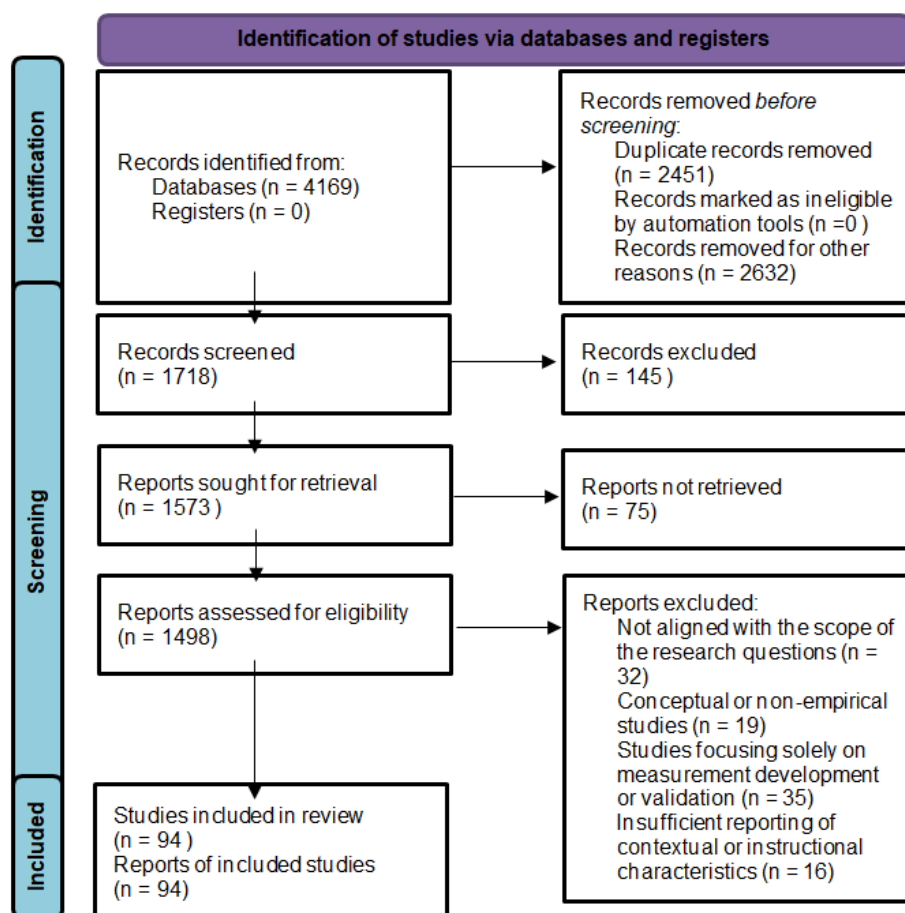 Identification of studies via databases and registers
Identification
Records identified from:
Databases (n = 4169)
Registers (n = 0)
Records removed before
screening:
Duplicate records removed
(n = 2451)
Records marked as ineligible
by automation tools (n =0 )
Records removed for other
reasons (n = 2632)
Screening
Records screened
(n = 1718)
Records excluded
(n = 145 )
Reports sought for retrieval
(n = 1573 )
Reports not retrieved
(n = 75)
Reports assessed for eligibility
(n = 1498)
Reports excluded:
Not aligned with the scope of
the research questions (n =
32)
Conceptual or non-empirical
studies (n = 19)
Studies focusing solely on
measurement development
or validation (n = 35)
Insufficient reporting of
contextual or instructional
characteristics (n = 16)
Included
Studies included in review
(n = 94 )
Reports of included studies
(n = 94)